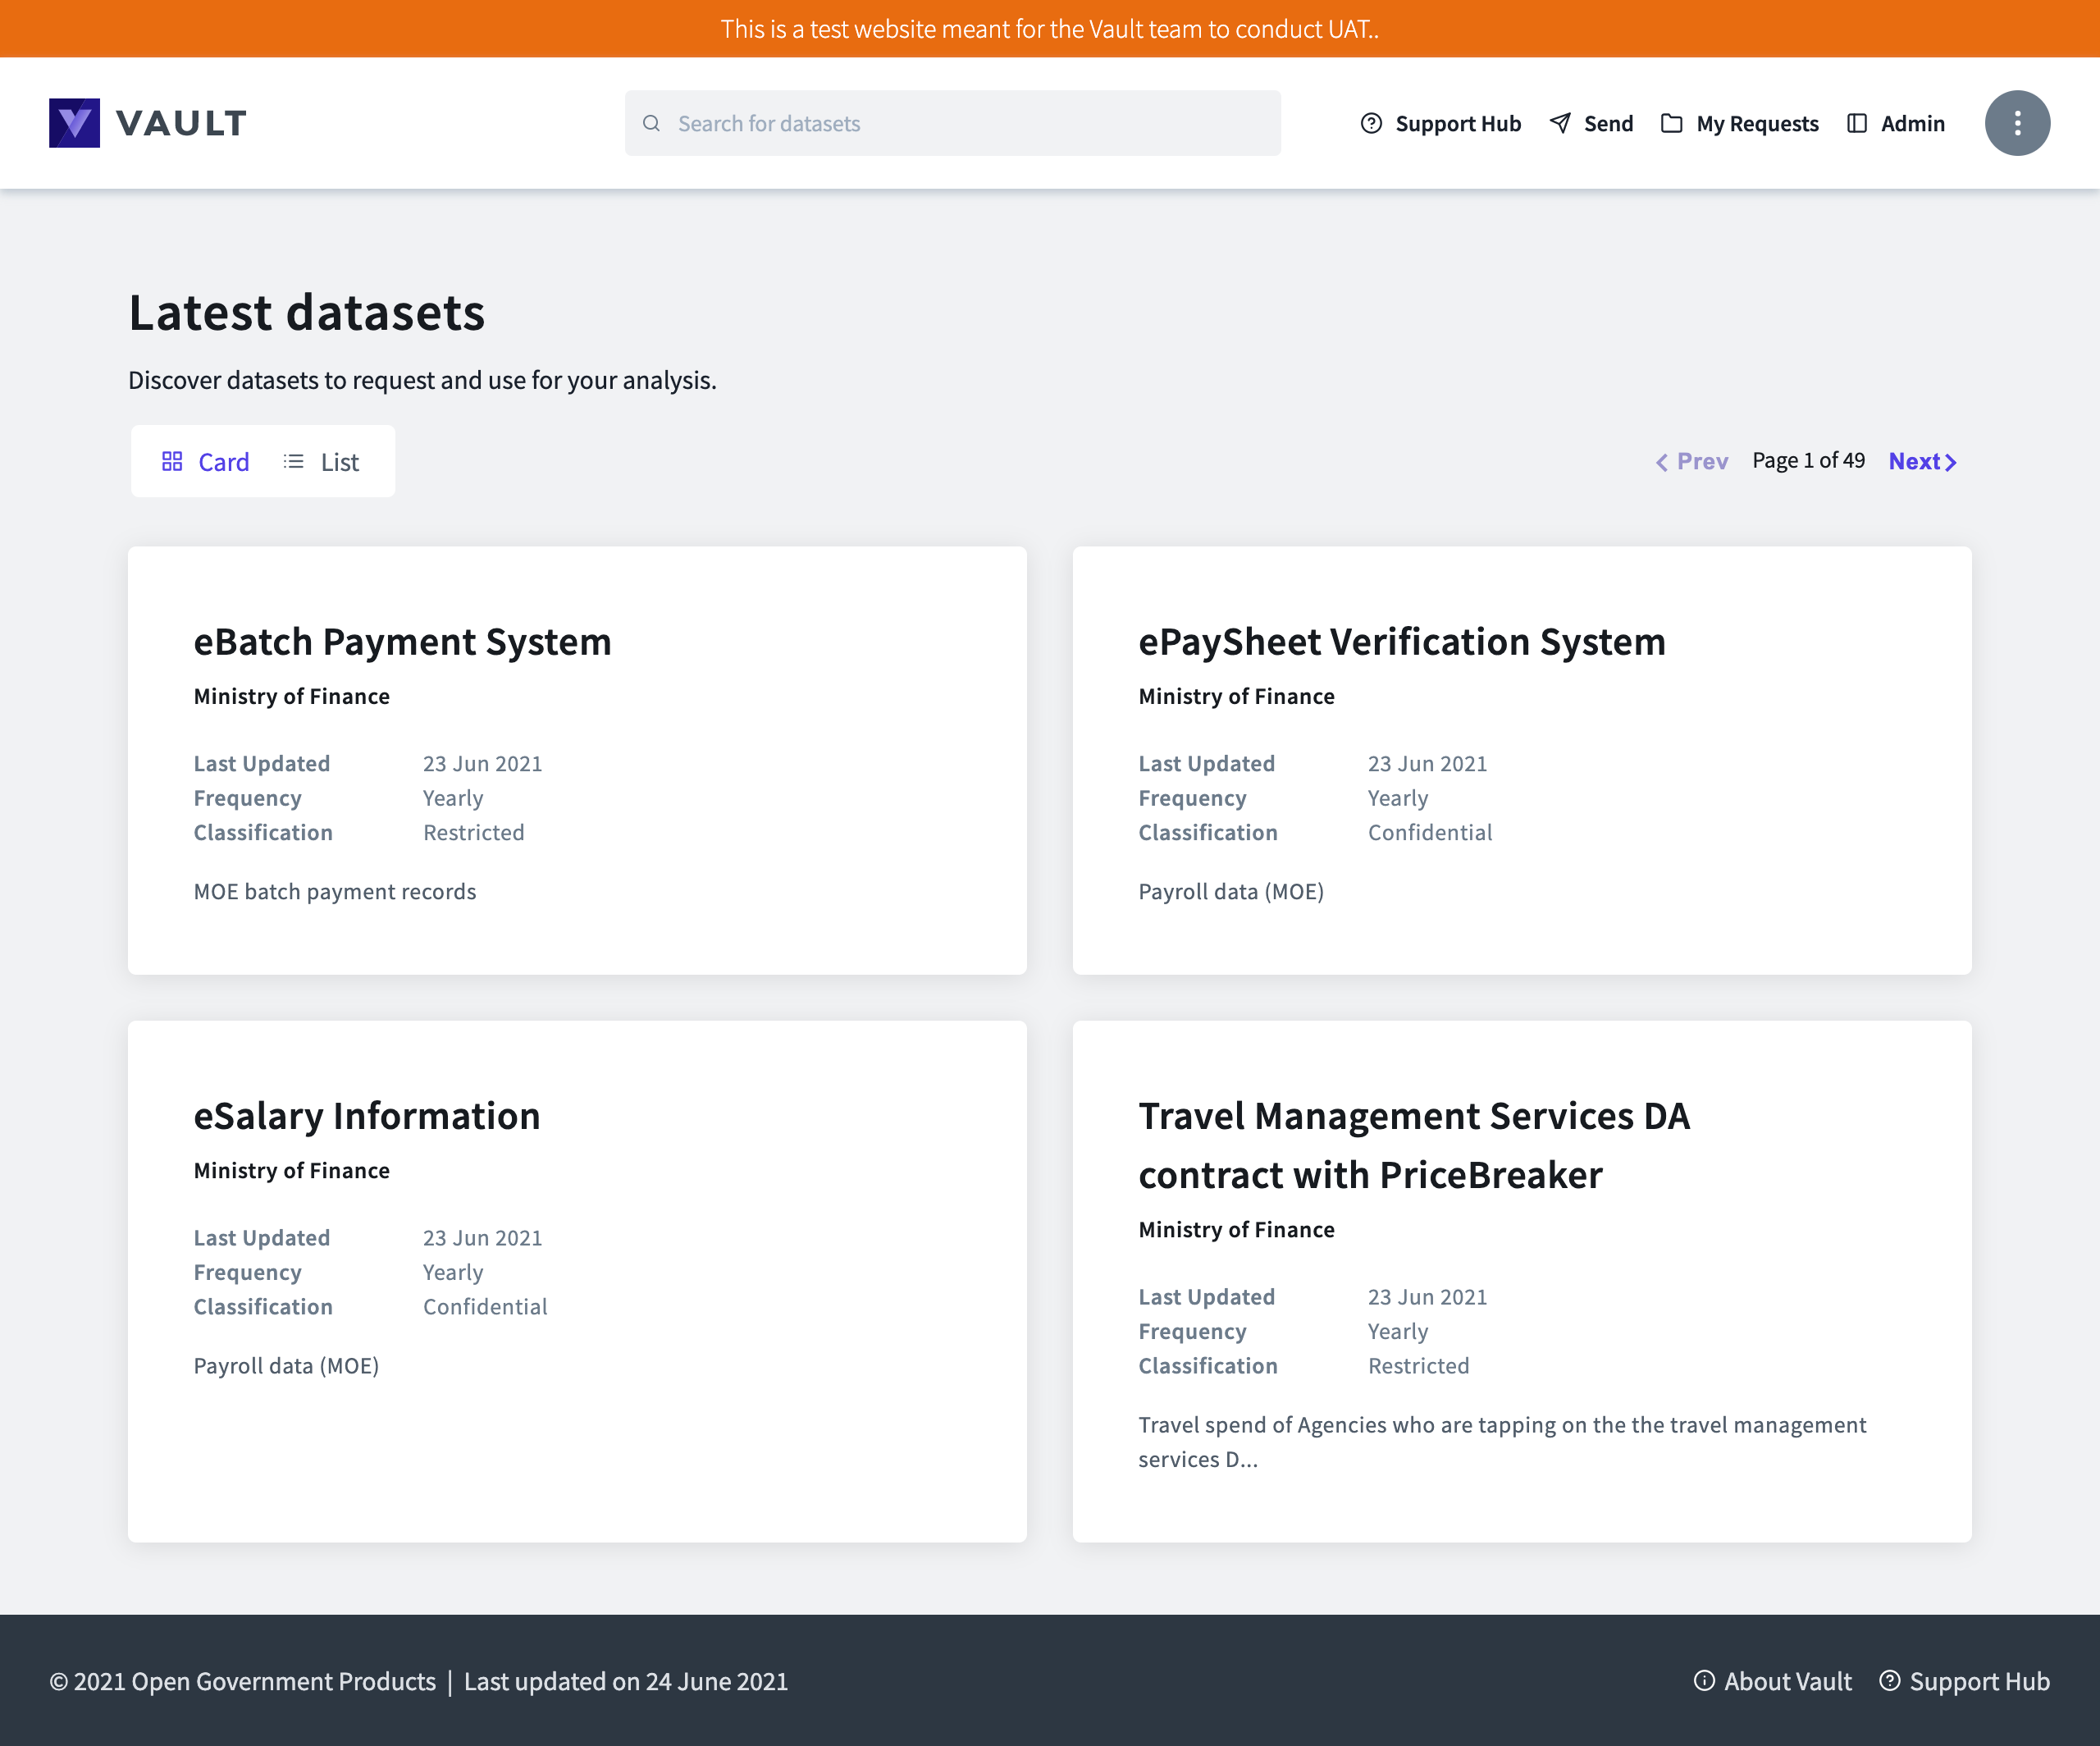 This is a test website meant for the Vault team to conduct UAT..
VAULT
Search for datasets
Support Hub
Send
My Requests
Admin
Latest datasets
Discover datasets to request and use for your analysis.
Card
List
Prev
Page 1 of 49
Next
eBatch Payment System
Ministry of Finance
Last Updated 23 Jun 2021
Frequency Yearly
Classification Restricted
MOE batch payment records
ePaySheet Verification System
Ministry of Finance
Last Updated 23 Jun 2021
Frequency Yearly
Classification Confidential
Payroll data (MOE)
eSalary Information
Ministry of Finance
Last Updated 23 Jun 2021
Frequency Yearly
Classification Confidential
Payroll data (MOE)
Travel Management Services DA
contract with PriceBreaker
Ministry of Finance
Last Updated 23 Jun 2021
Frequency Yearly
Classification Restricted
Travel spend of Agencies who are tapping on the the travel management
services D...
© 2021 Open Government Products | Last updated on 24 June 2021
About Vault
Support Hub